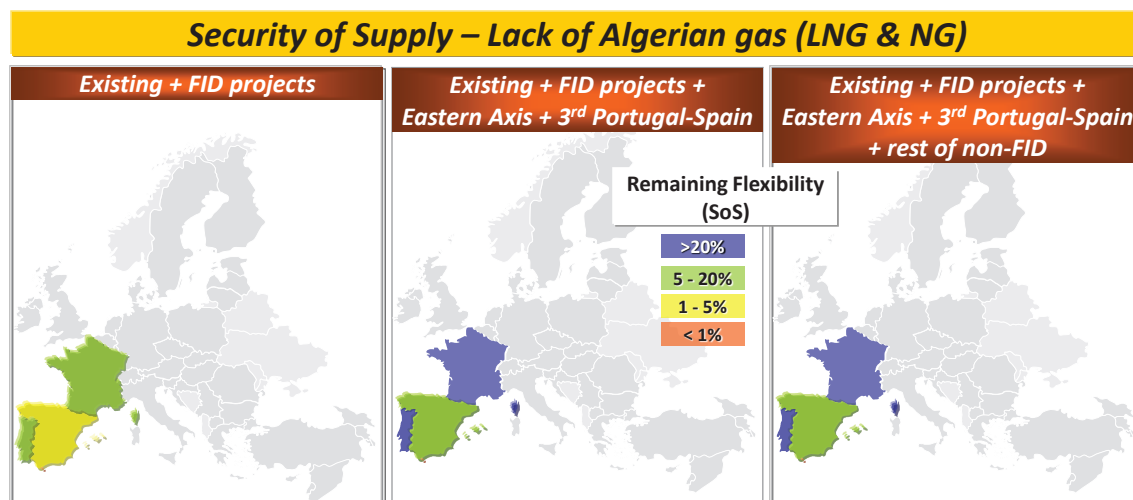 Security of Supply – Lack of Algerian gas (LNG & NG)
Existing + FID projects
Existing + FID projects +
Eastern Axis + 3rd Portugal-Spain
Existing + FID projects +
Eastern Axis + 3rd Portugal-Spain
+ rest of non-FID
Remaining Flexibility
(SoS)
>20%
5 - 20%
1 - 5%
< 1%